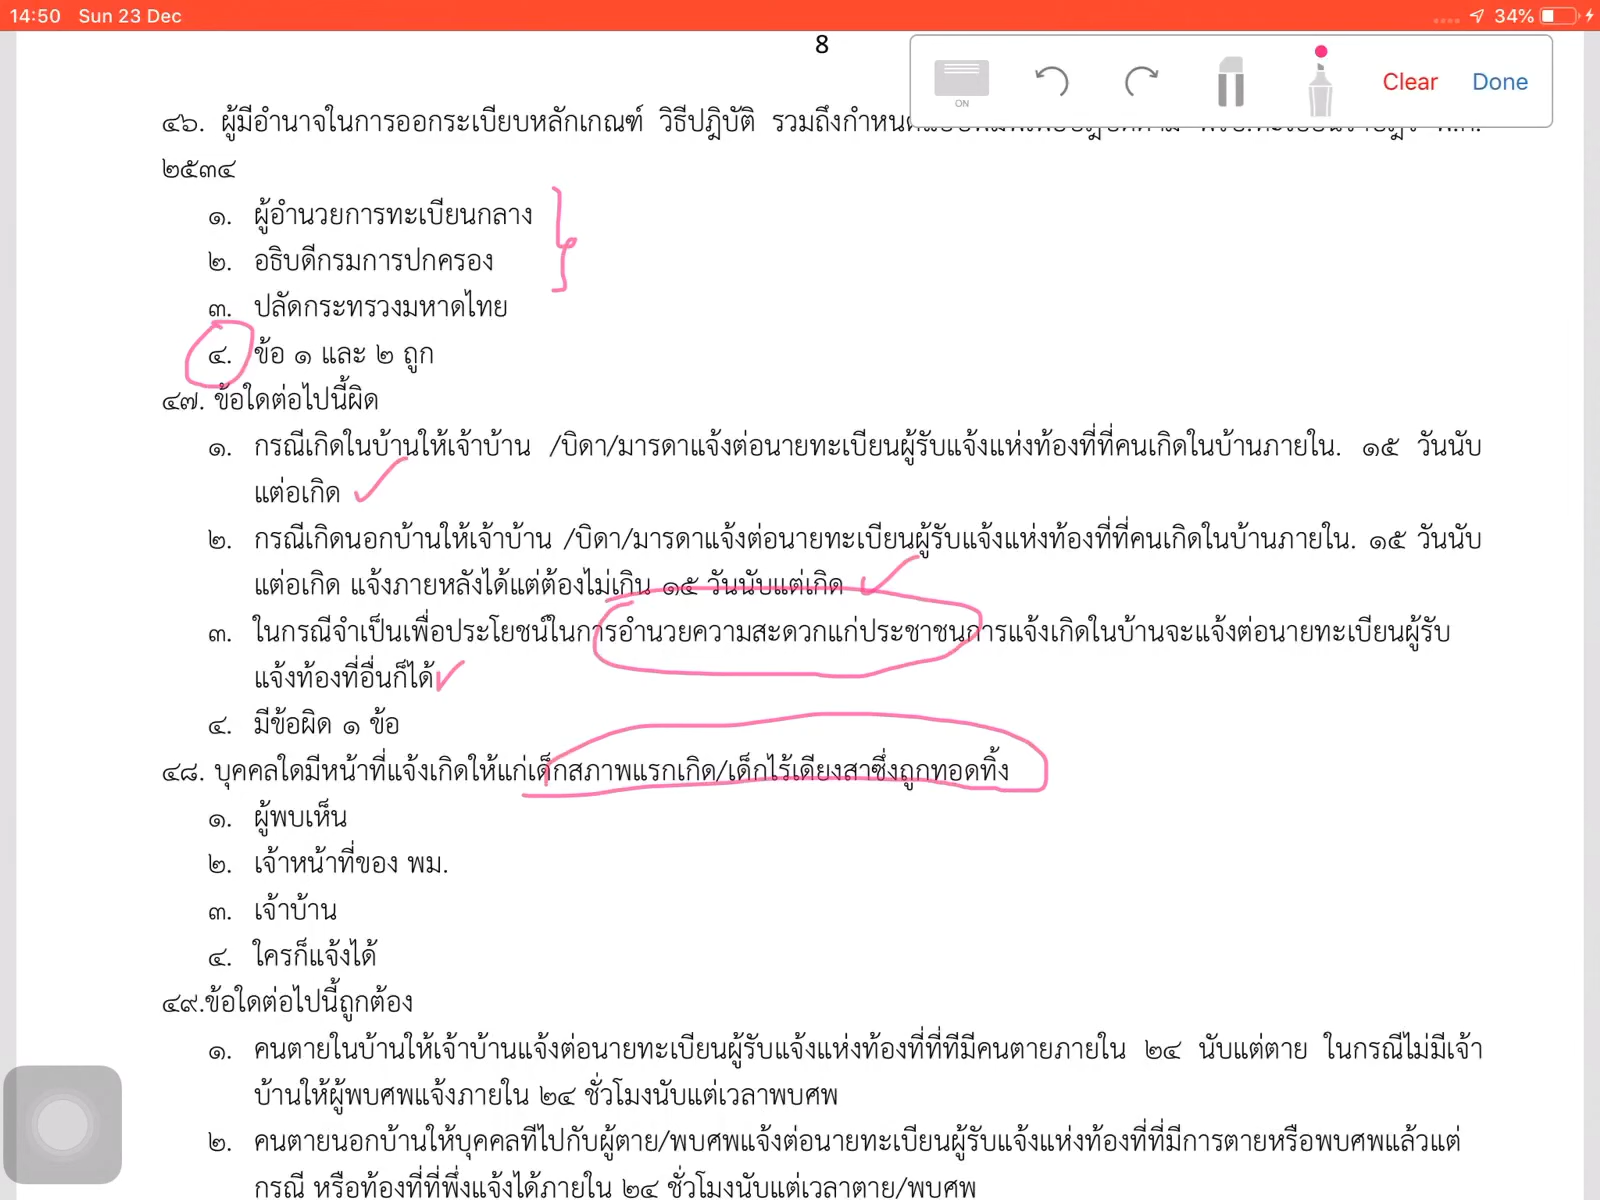 14:50 Sun 23 Dec 34%
8
ON Clear Done
๔๖. ผู้มีอำนาจในการออกระเบียบหลักเกณฑ์ วิธีปฏิบัติ รวมถึงกำหนด
๒๕๓๔
๑. ผู้อำนวยการทะเบียนกลาง
๒. อธิบดีกรมการปกครอง
๓. ปลัดกระทรวงมหาดไทย
๔. ข้อ ๑ และ ๒ ถูก
๔๗. ข้อใดต่อไปนี้ผิด
๑. กรณีเกิดในบ้านให้เจ้าบ้าน /บิดา/มารดาแจ้งต่อนายทะเบียนผู้รับแจ้งแห่งท้องที่ที่คนเกิดในบ้านภายใน. ๑๕ วันนับ
แต่อเกิด
๒. กรณีเกิดนอกบ้านให้เจ้าบ้าน /บิดา/มารดาแจ้งต่อนายทะเบียนผู้รับแจ้งแห่งท้องที่ที่คนเกิดในบ้านภายใน. ๑๕ วันนับ
แต่อเกิด แจ้งภายหลังได้แต่ต้องไม่เกิน ๑๕ วันนับแต่เกิด
๓. ในกรณีจำเป็นเพื่อประโยชน์ในการอำนวยความสะดวกแก่ประชาชนการแจ้งเกิดในบ้านจะแจ้งต่อนายทะเบียนผู้รับ
แจ้งท้องที่อื่นก็ได้
๔. มีข้อผิด ๑ ข้อ
๔๘. บุคคลใดมีหน้าที่แจ้งเกิดให้แก่เด็กสภาพแรกเกิด/เด็กไร้เดียงสาซึ่งถูกทอดทิ้ง
๑. ผู้พบเห็น
๒. เจ้าหน้าที่ของ พม.
๓. เจ้าบ้าน
๔. ใครก็แจ้งได้
๔๙.ข้อใดต่อไปนี้ถูกต้อง
๑. คนตายในบ้านให้เจ้าบ้านแจ้งต่อนายทะเบียนผู้รับแจ้งแห่งท้องที่ที่ที่มีคนตายภายใน ๒๔ นับแต่ตาย ในกรณีไม่มีเจ้า
บ้านให้ผู้พบศพแจ้งภายใน ๒๔ ชั่วโมงนับแต่เวลาพบศพ
๒. คนตายนอกบ้านให้บุคคลทีไปกับผู้ตาย/พบศพแจ้งต่อนายทะเบียนผู้รับแจ้งแห่งท้องที่ที่มีการตายหรือพบศพแล้วแต่
กรณี หรือท้องที่ที่พึ่งแจ้งได้ภายใน ๒๔ ชั่วโมงนับแต่เวลาตาย/พบศพ